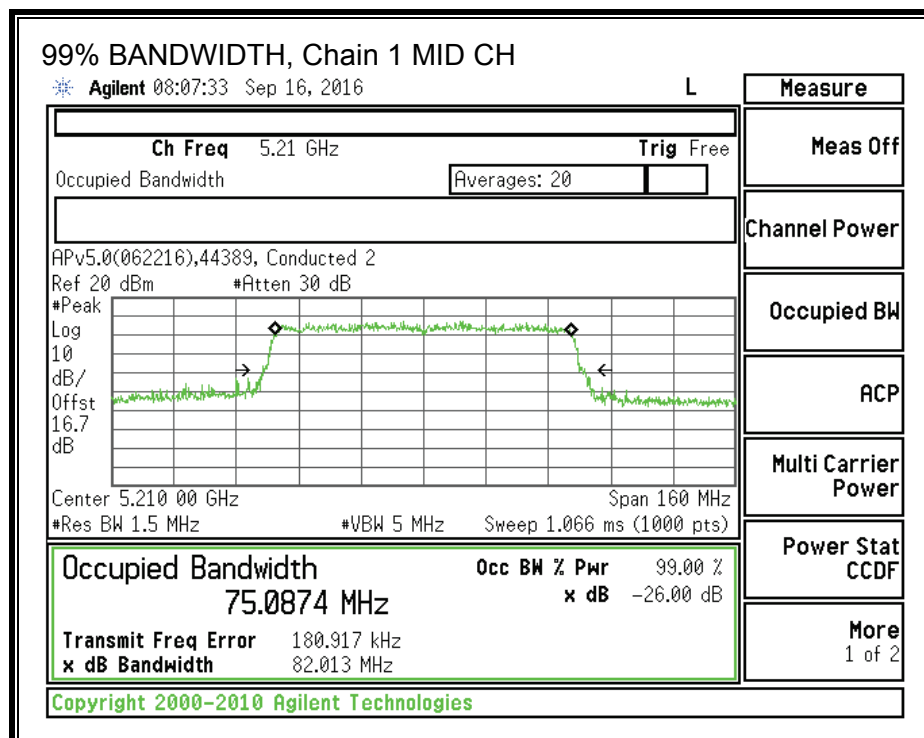 99% BANDWIDTH, Chain 1 MID CH
Agilent 08:07:33 Sep 16, 2016 L
Measure
Ch Freq 5.21 GHz Trig Free
Meas Off
Occupied Bandwidth Averages: 20
Channel Power
APv5.0(062216),44389, Conducted 2
Ref 20 dBm #Atten 30 dB
#Peak
Log
10
dB/
Offst
16.7
dB
Occupied BW
ACP
Multi Carrier
Power
Center 5.210 00 GHz Span 160 MHz
#Res BW 1.5 MHz #VBW 5 MHz Sweep 1.066 ms (1000 pts)
Power Stat
CCDF
Occupied Bandwidth Occ BW % Pwr 99.00 %
75.0874 MHz x dB -26.00 dB
Transmit Freq Error 180.917 kHz
x dB Bandwidth 82.013 MHz
More
1 of 2
Copyright 2000-2010 Agilent Technologies